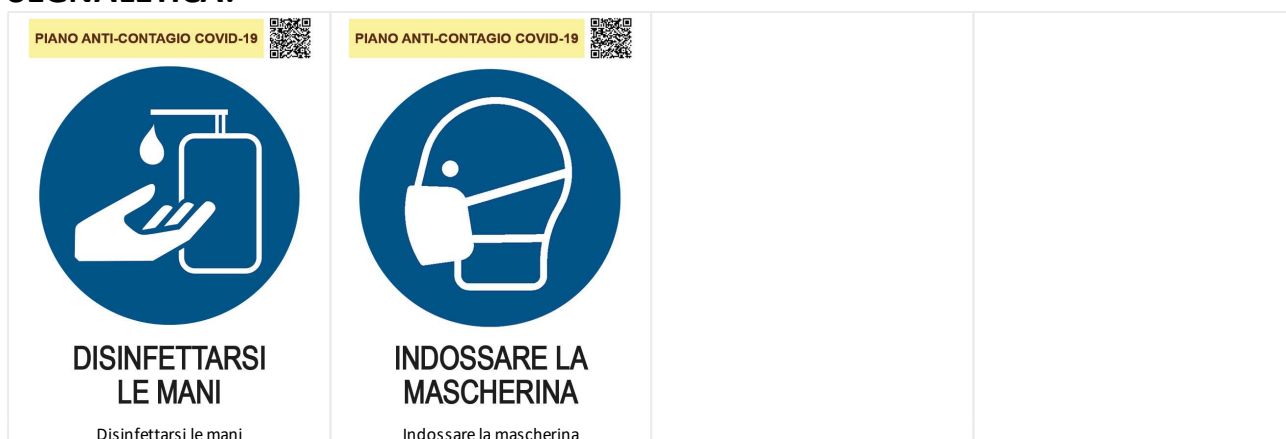 SEGNALETICA:
PIANO ANTI-CONTAGIO COVID-19
DISINFETTARSI
LE MANI
Disinfettarsi le mani
PIANO ANTI-CONTAGIO COVID-19
INDOSSARE LA
MASCHERINA
Indossare la mascherina